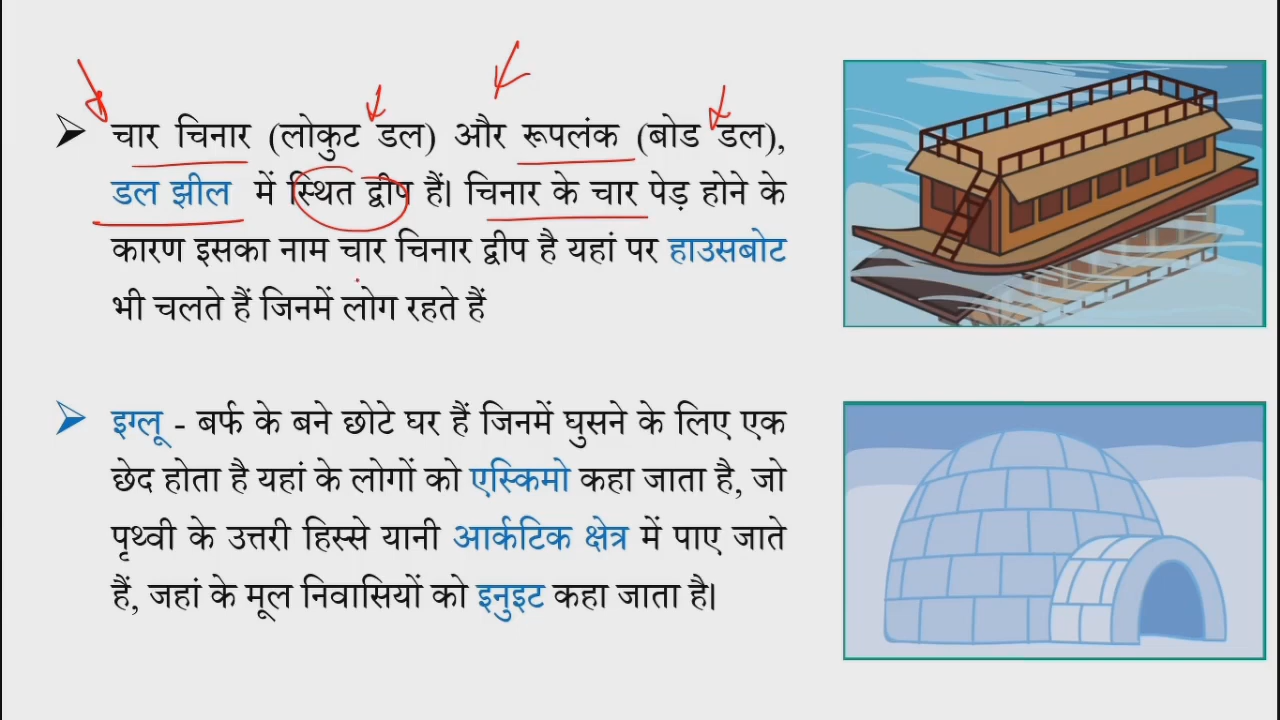 चार चिनार (लोकुट डल) और रूपलंक (बोड डल),
डल झील में स्थित द्वीप हैं। चिनार के चार पेड़ होने के
कारण इसका नाम चार चिनार द्वीप है यहां पर हाउसबोट
भी चलते हैं जिनमें लोग रहते हैं
इग्लू - बर्फ के बने छोटे घर हैं जिनमें घुसने के लिए एक
छेद होता है यहां के लोगों को एस्किमो कहा जाता है, जो
पृथ्वी के उत्तरी हिस्से यानी आर्कटिक क्षेत्र में पाए जाते
हैं, जहां के मूल निवासियों को इनुइट कहा जाता है।